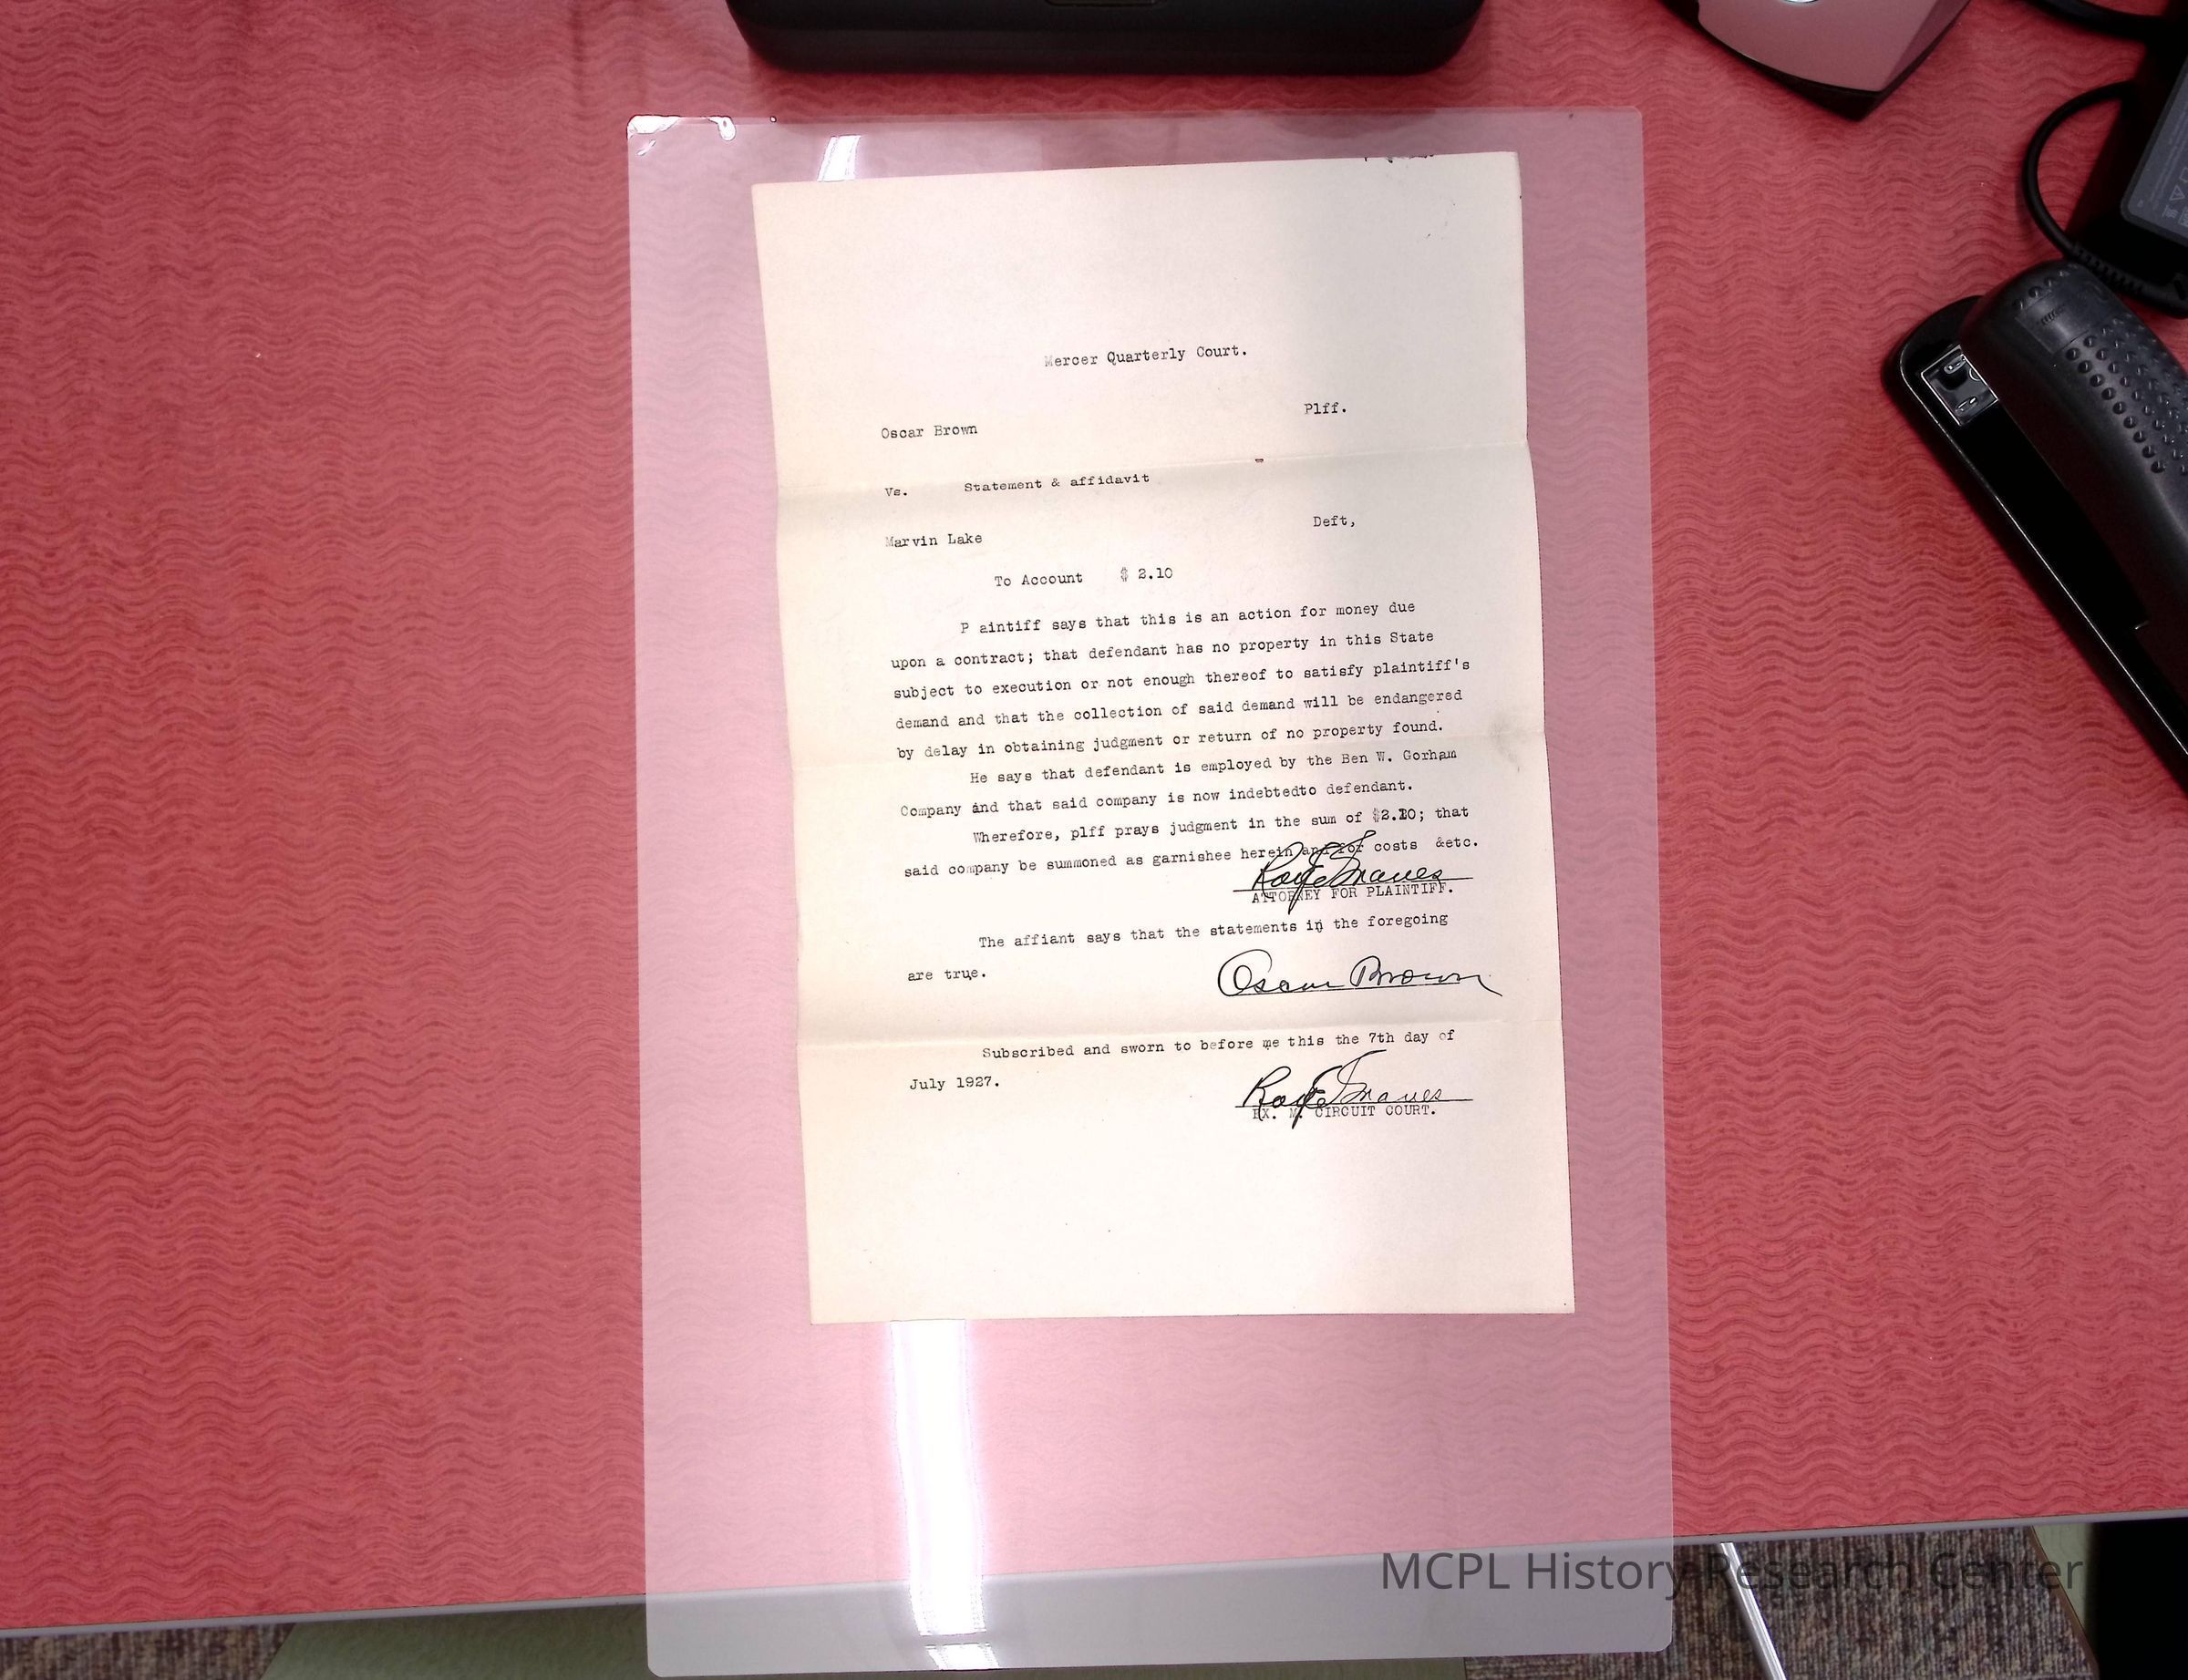 Mercer Quarterly Court.
Plff.
Oscar Brown
Vs. Statement & affidavit
Deft,
Marvin Lake
To Account $ 2.10
P aintiff says that this is an action for money due
upon a contract; that defendant has no property in this State
subject to execution or not enough thereof to satisfy plaintiff's
demand and that the collection of said demand will be endangered
by delay in obtaining judgment or return of no property found.
He says that defendant is employed by the Ben W. Gorham
Company and that said company is now indebtedto defendant.
Wherefore, plff prays judgment in the sum of $2.10; that
said company be summoned as garnishee herein and for costs &etc.
ATTORNEY FOR PLAINTIFF.
The affiant says that the statements in the foregoing
are true.
Oscar Brown
Subscribed and sworn to before me this the 7th day of
July 1927.
EX. M. CIRCUIT COURT.
MCPL History Research Center